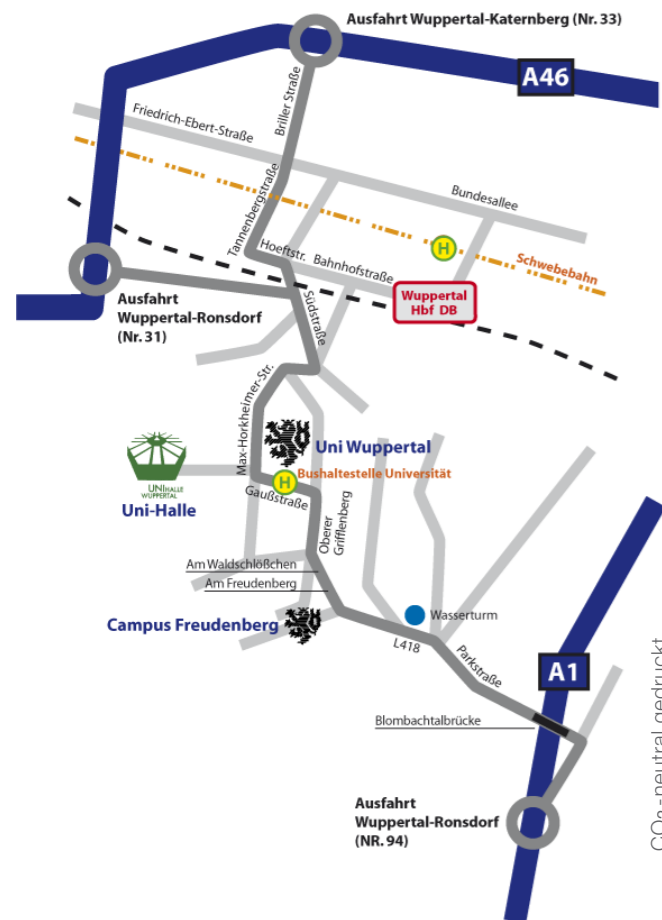 Ausfahrt Wuppertal-Katernberg (Nr. 33)
A46
Briller Straße
Friedrich-Ebert-Straße
Bundesallee
Tannenbergstraße
H
Schwebebahn
Hoeftstr.
Bahnhofstraße
Wuppertal
Hbf DB
Ausfahrt
Wuppertal-Ronsdorf
(Nr. 31)
Südstraße
Max-Horkheimer-Str.
Uni Wuppertal
H
Bushaltestelle Universität
UNIHALLE
WUPPERTAL
Uni-Halle
Gaußstraße
Oberer
Grifflenberg
Am Waldschlößchen
Am Freudenberg
Campus Freudenberg
Wasserturm
L418
Parkstraße
A1
Blombachtalbrücke
Ausfahrt
Wuppertal-Ronsdorf
(NR. 94)
CO₂-neutral gedruckt